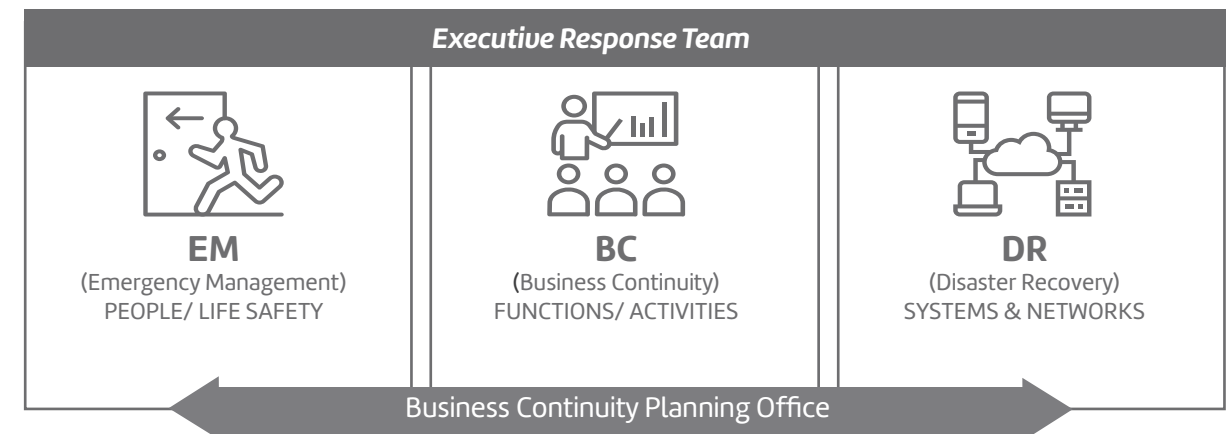 Executive Response Team
EM
(Emergency Management)
PEOPLE/ LIFE SAFETY
BC
(Business Continuity)
FUNCTIONS/ ACTIVITIES
DR
(Disaster Recovery)
SYSTEMS & NETWORKS
Business Continuity Planning Office